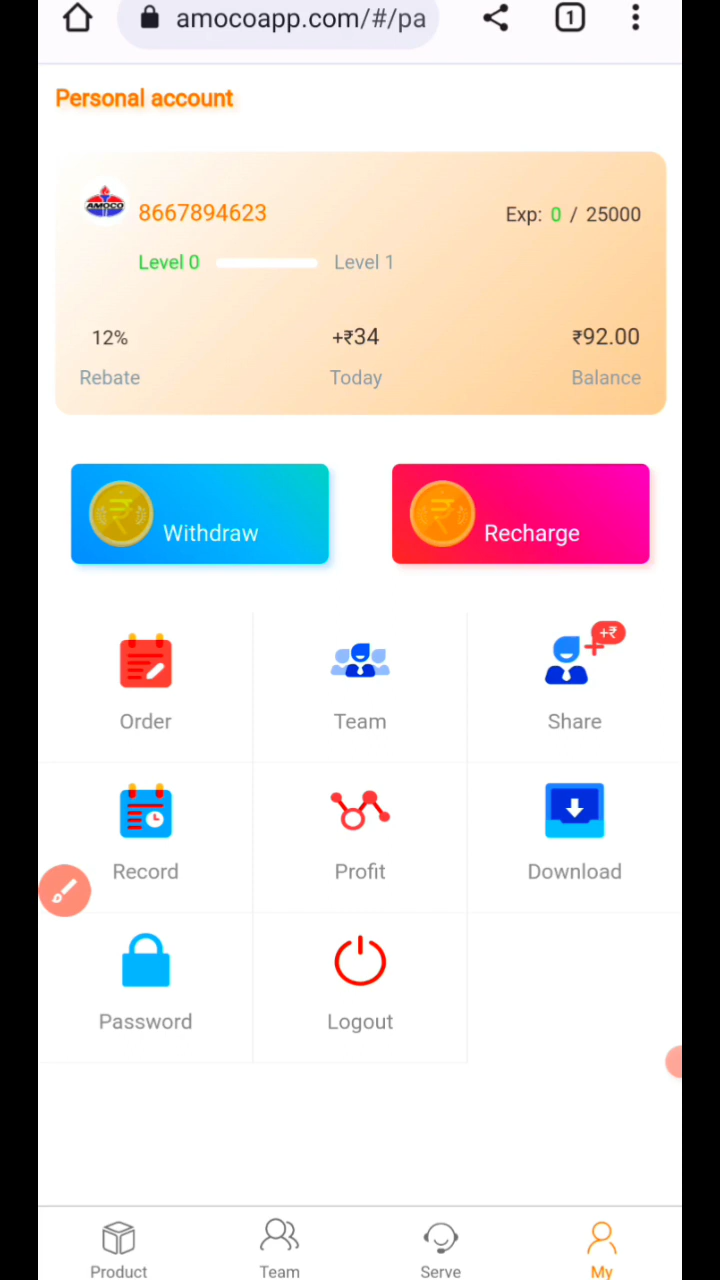 amocoapp.com/#/pa
1
Personal account
AMOCO
8667894623
Exp: 0 / 25000
Level 0
Level 1
12%
+₹34
₹92.00
Rebate
Today
Balance
₹
Withdraw
₹
Recharge
+₹
Order
Team
Share
Record
Profit
Download
Password
Logout
Product
Team
Serve
My